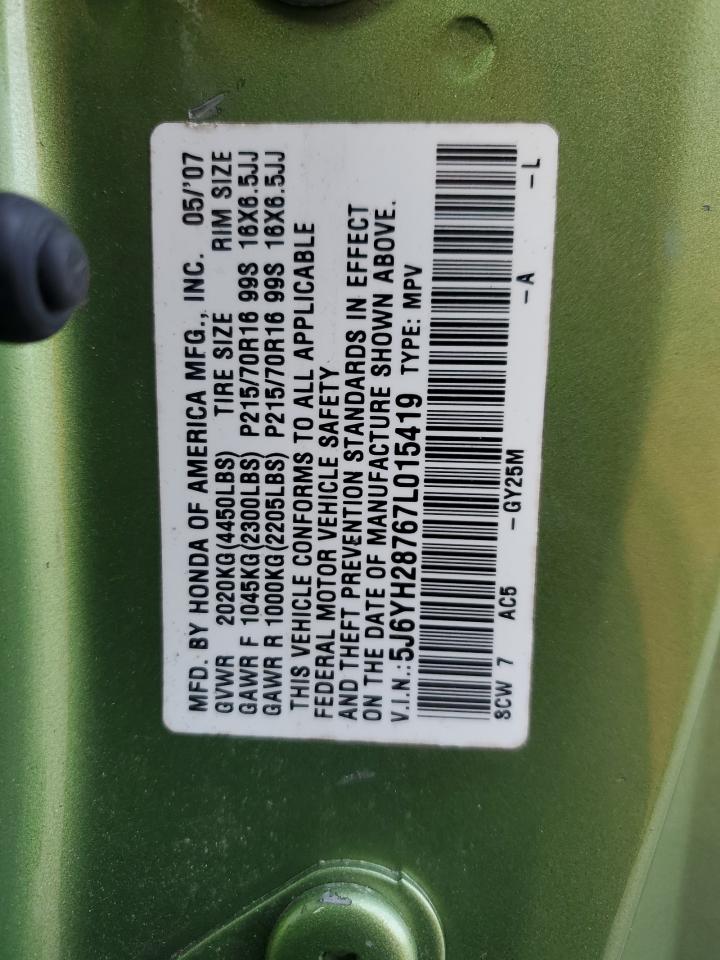 MFD. BY HONDA OF AMERICA MFG., INC. 05/'07
GVWR 2020KG(4450LBS) TIRE SIZE RIM SIZE
GAWR F 1045KG(2300LBS) P215/70R16 99S 16X6.5JJ
GAWR R 1000KG(2205LBS) P215/70R16 99S 16X6.5JJ
THIS VEHICLE CONFORMS TO ALL APPLICABLE
FEDERAL MOTOR VEHICLE SAFETY
AND THEFT PREVENTION STANDARDS IN EFFECT
ON THE DATE OF MANUFACTURE SHOWN ABOVE.
V.I.N.: 5J6YH28767L015419 TYPE: MPV
SCW 7 AC5 -GY25M -A -L